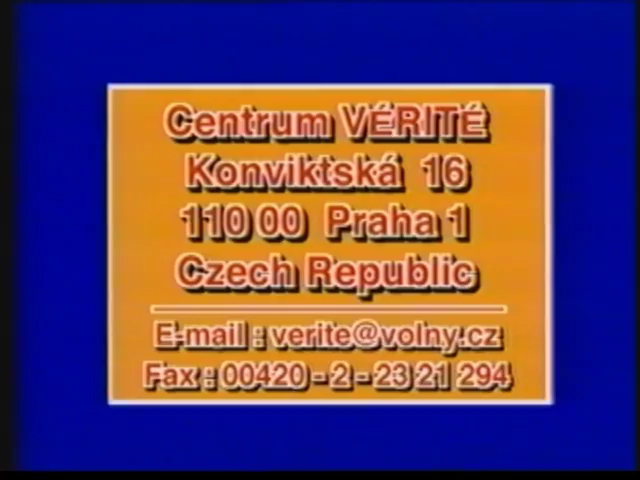 Centrum VÉRITÉ
Konviktská 16
110 00 Praha 1
Czech Republic
E-mail : verite@volny.cz
Fax : 00420 - 2 - 23 21 294